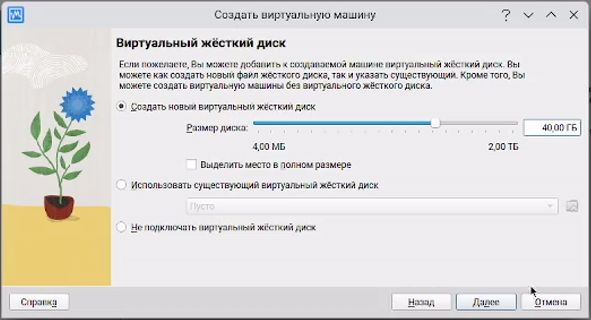 Создать виртуальную машину
Виртуальный жёсткий диск
Если пожелаете, Вы можете добавить к создаваемой машине виртуальный жёсткий диск. Вы
можете как создать новый файл жёсткого диска, так и указать существующий. Кроме того, Вы
можете создать виртуальную машины без виртуального жёсткого диска.
Создать новый виртуальный жёсткий диск
Размер диска:
40,00 ГБ
4,00 МБ
2,00 ТБ
Выделить место в полном размере
Использовать существующий виртуальный жёсткий диск
Пусто
Не подключать виртуальный жёсткий диск
Справка
Назад
Далее
Отмена